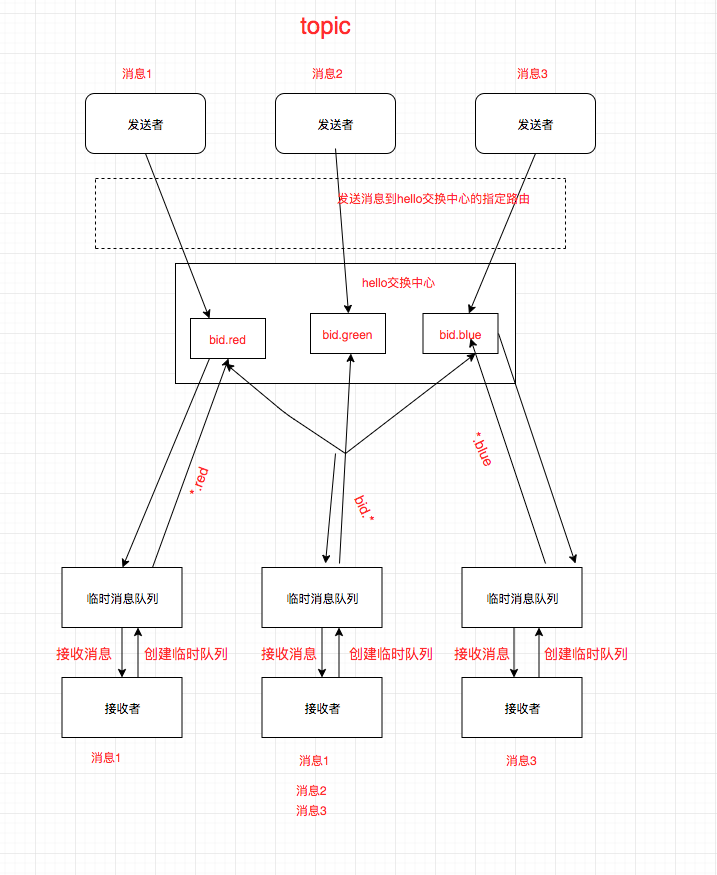 topic
消息1
消息2
消息3
发送者
发送者
发送者
发送消息到hello交换中心的指定路由
hello交换中心
bid.red
bid.green
bid.blue
*.red
bid.*
*.blue
临时消息队列
临时消息队列
临时消息队列
接收消息
创建临时队列
接收消息
创建临时队列
接收消息
创建临时队列
接收者
接收者
接收者
消息1
消息1
消息3
消息2
消息3